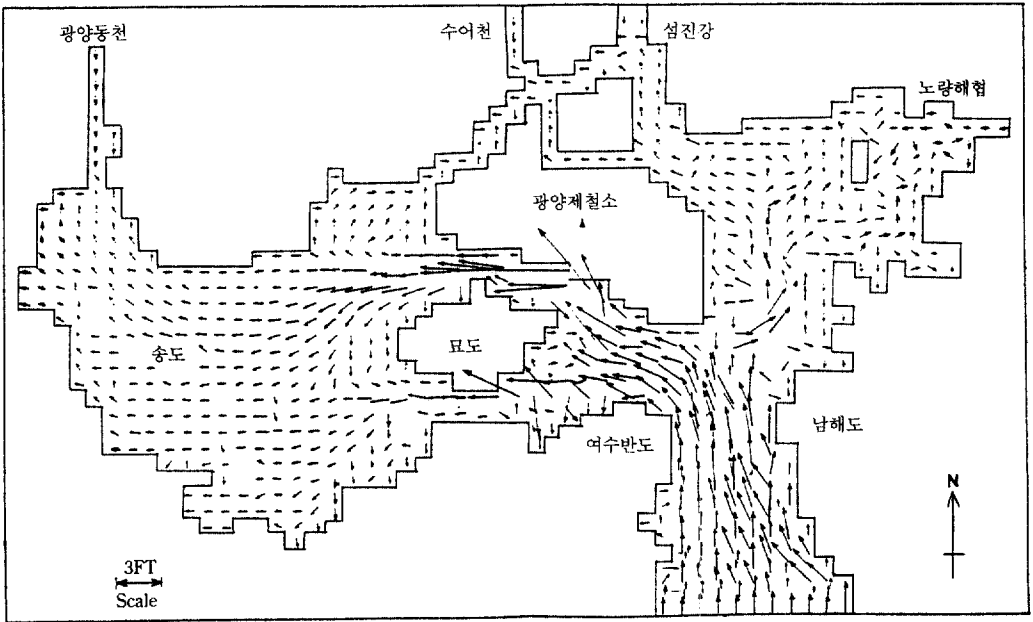 광양동천
수어천
섬진강
노량해협
광양제철소
송도
묘도
여수반도
남해도
N
3FT
Scale